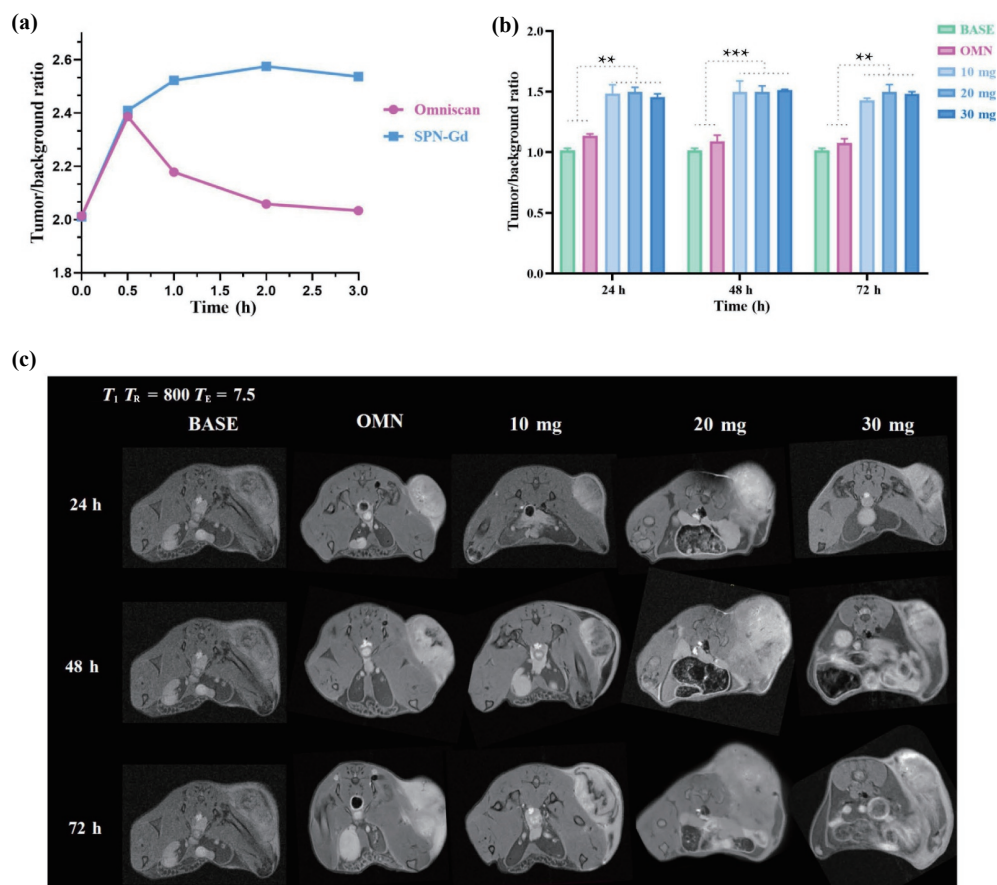 (a)
Tumor/background ratio
2.6
2.4
2.2
2.0
1.8
0.0 0.5 1.0 1.5 2.0 2.5 3.0
Time (h)
Omniscan
SPN-Gd
(b)
Tumor/background ratio
2.0
1.5
1.0
0.5
0.0
** *** **
24 h 48 h 72 h
Time (h)
BASE
OMN
10 mg
20 mg
30 mg
(c)
T1 TR = 800 TE = 7.5
BASE OMN 10 mg 20 mg 30 mg
24 h
48 h
72 h